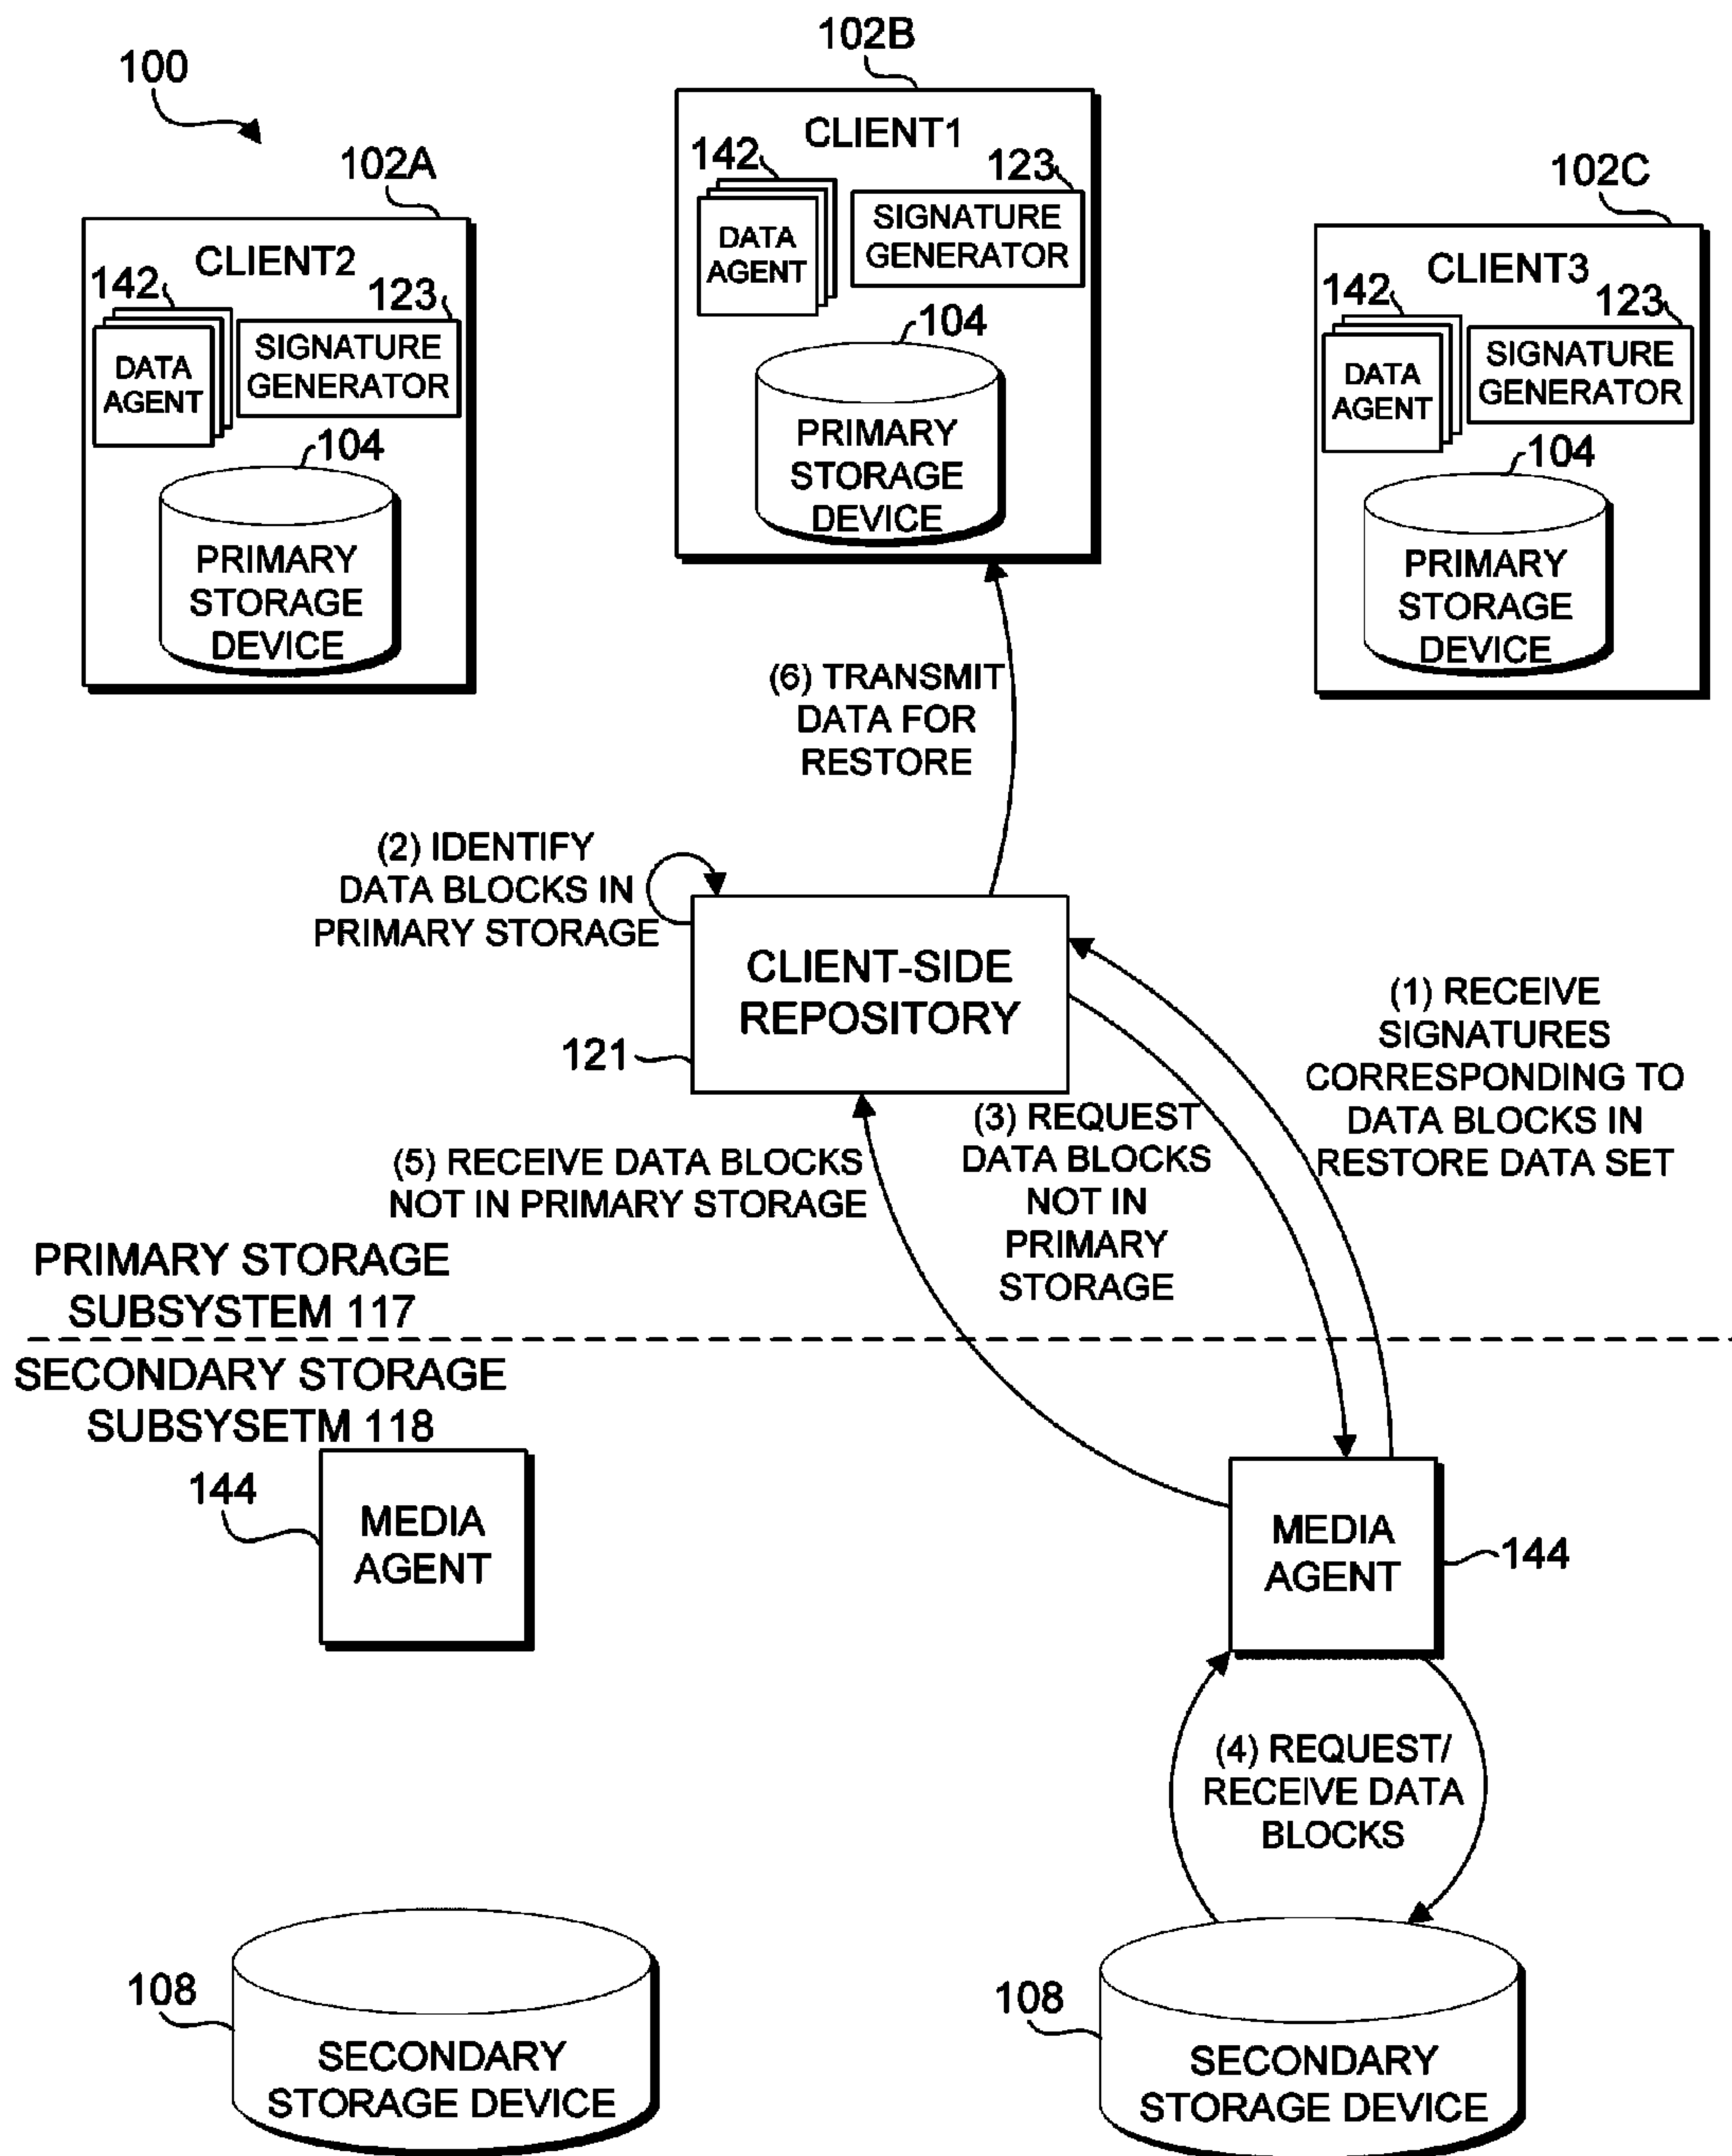 100
102B
CLIENT1
142
123
DATA
AGENT
SIGNATURE
GENERATOR
104
PRIMARY
STORAGE
DEVICE
102A
CLIENT2
142
123
DATA
AGENT
SIGNATURE
GENERATOR
104
PRIMARY
STORAGE
DEVICE
102C
CLIENT3
142
123
DATA
AGENT
SIGNATURE
GENERATOR
104
PRIMARY
STORAGE
DEVICE
(6) TRANSMIT
DATA FOR
RESTORE
(2) IDENTIFY
DATA BLOCKS IN
PRIMARY STORAGE
CLIENT-SIDE
REPOSITORY
121
(1) RECEIVE
SIGNATURES
CORRESPONDING TO
DATA BLOCKS IN
RESTORE DATA SET
(3) REQUEST
DATA BLOCKS
NOT IN
PRIMARY
STORAGE
(5) RECEIVE DATA BLOCKS
NOT IN PRIMARY STORAGE
PRIMARY STORAGE
SUBSYSTEM 117
SECONDARY STORAGE
SUBSYSETM 118
144
MEDIA
AGENT
MEDIA
AGENT
144
(4) REQUEST/
RECEIVE DATA
BLOCKS
108
SECONDARY
STORAGE DEVICE
108
SECONDARY
STORAGE DEVICE